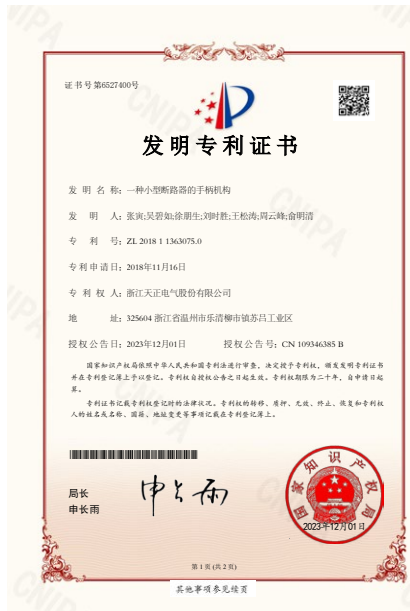 证书号第6527400号
发明专利证书
发 明 名 称：一种小型断路器的手柄机构
发 明 人：张寅;吴碧如;徐朋生;刘时胜;王松涛;周云峰;俞明清
专 利 号：ZL 2018 1 1363075.0
专利申请日：2018年11月16日
专 利 权 人：浙江天正电气股份有限公司
地 址：325604 浙江省温州市乐清柳市镇苏吕工业区
授权公告日：2023年12月01日 授权公告号：CN 109346385 B
国家知识产权局依照中华人民共和国专利法进行审查，决定授予专利权，颁发发明专利证书
并在专利登记簿上予以登记。专利权自授权公告之日起生效。专利权期限为二十年，自申请日起
算。
专利证书记载专利权登记时的法律状况。专利权的转移、质押、无效、终止、恢复和专利权
人的姓名或名称、国籍、地址变更等事项记载在专利登记簿上。
局长
申长雨
申长雨
国家知识产权局
2023年12月01日
第 1 页 (共 2 页)
其他事项参见续页
CNIPA
CNIPA
CNIPA
CNIPA